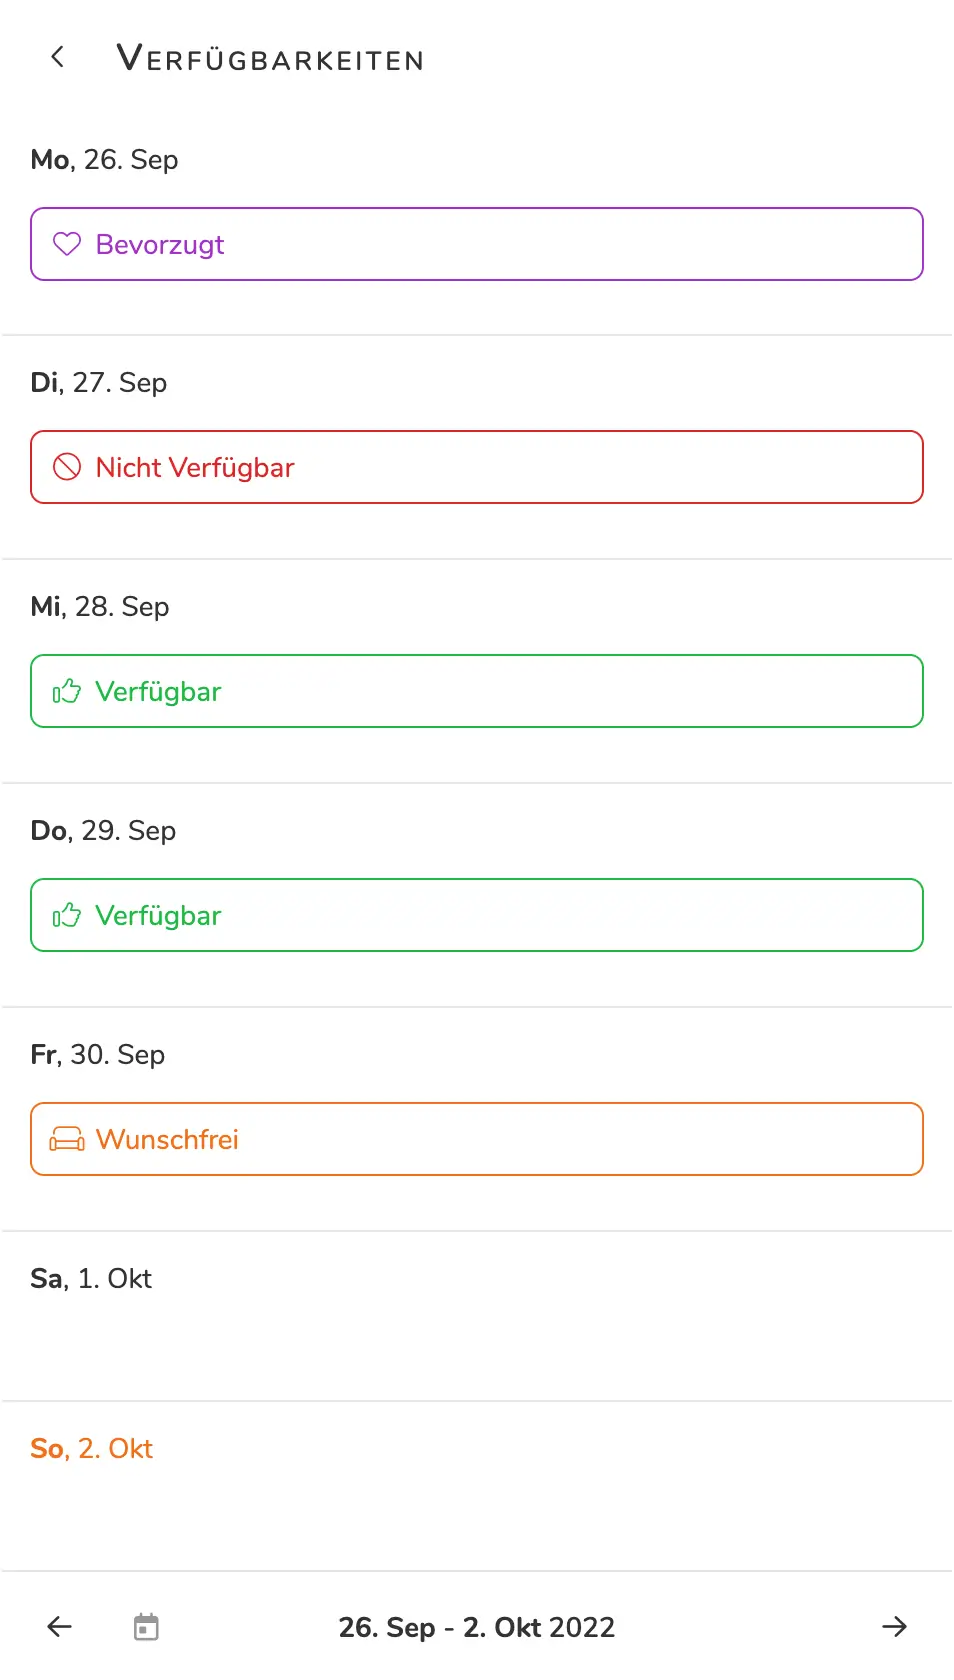 Verfügbarkeiten
Mo, 26. Sep
Bevorzugt
Di, 27. Sep
Nicht Verfügbar
Mi, 28. Sep
Verfügbar
Do, 29. Sep
Verfügbar
Fr, 30. Sep
Wunschfrei
Sa, 1. Okt
So, 2. Okt
26. Sep - 2. Okt 2022